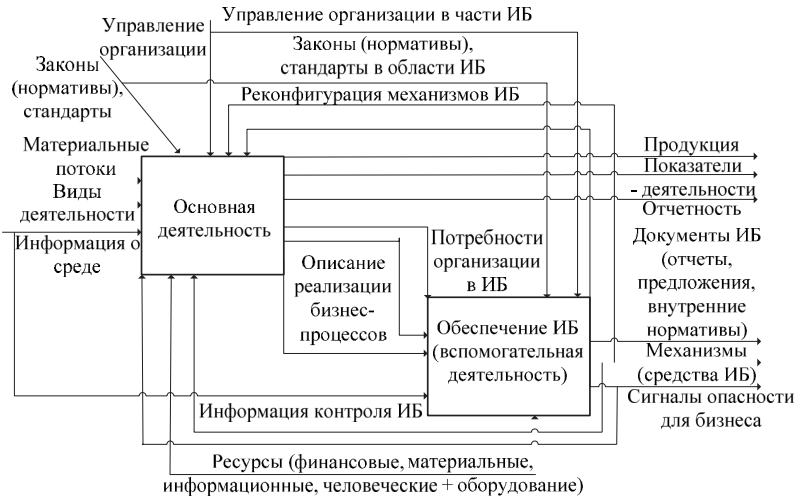 Управление организации в части ИБ
Управление
организации
Законы (нормативы),
стандарты в области ИБ
Законы
(нормативы),
стандарты
Реконфигурация механизмов ИБ
Материальные
потоки
Виды
деятельности
Информация о
среде
Основная
деятельность
Продукция
Показатели
- деятельности
Отчетность
Описание
реализации
бизнес-
процессов
Потребности
организации
в ИБ
Документы ИБ
(отчеты,
предложения,
внутренние
нормативы)
Обеспечение ИБ
(вспомогательная
деятельность)
Механизмы
(средства ИБ)
Сигналы опасности
для бизнеса
Информация контроля ИБ
Ресурсы (финансовые, материальные,
информационные, человеческие + оборудование)